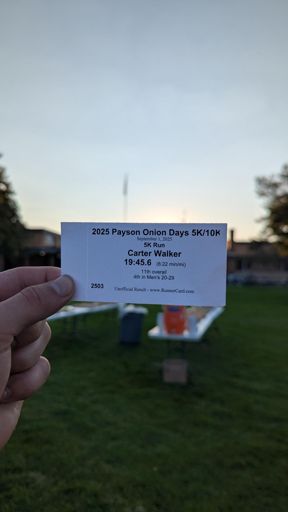 2025 Payson Onion Days 5K/10K
September 1, 2025
5K Run
Carter Walker
19:45.6 (6:22 min/mi)
11th overall
4th in Men's 20-29
2503
Unofficial Result - www.RunnerCard.com